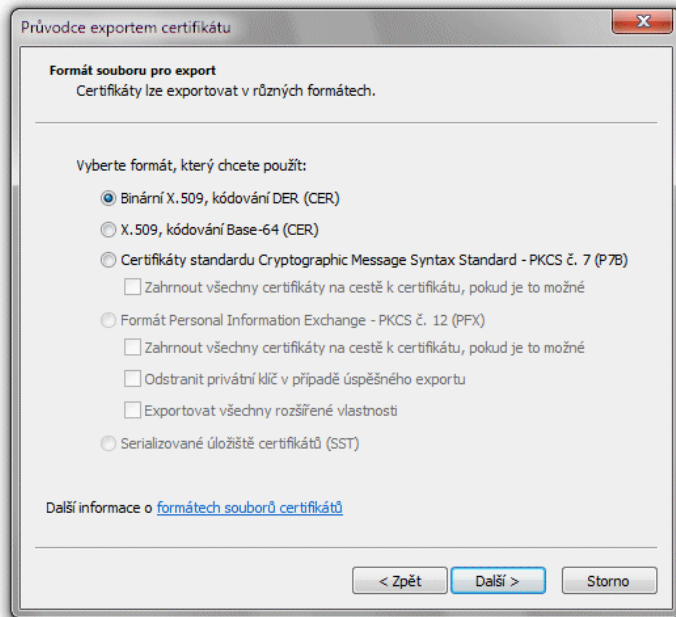 Průvodce exportem certifikátu
Formát souboru pro export
Certifikáty lze exportovat v různých formátech.
Vyberte formát, který chcete použít:
Binární X.509, kódování DER (CER)
X.509, kódování Base-64 (CER)
Certifikáty standardu Cryptographic Message Syntax Standard - PKCS č. 7 (P7B)
Zahrnout všechny certifikáty na cestě k certifikátu, pokud je to možné
Formát Personal Information Exchange - PKCS č. 12 (PFX)
Zahrnout všechny certifikáty na cestě k certifikátu, pokud je to možné
Odstranit privátní klíč v případě úspěšného exportu
Exportovat všechny rozšířené vlastnosti
Serializované úložiště certifikátů (SST)
Další informace o formátech souborů certifikátů
< Zpět Další > Storno